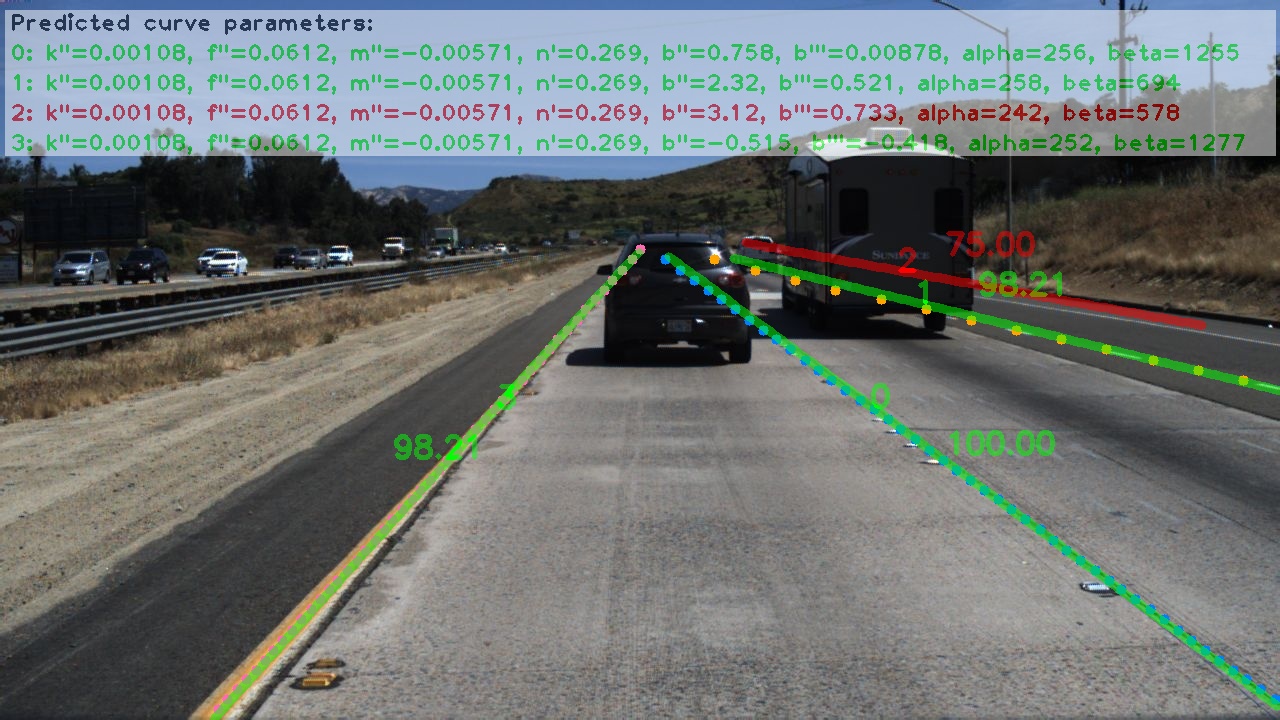 Predicted curve parameters:
0: k''=0.00108, f''=0.0612, m''=-0.00571, n'=0.269, b''=0.758, b'''=0.00878, alpha=256, beta=1255
1: k''=0.00108, f''=0.0612, m''=-0.00571, n'=0.269, b''=2.32, b'''=0.521, alpha=258, beta=694
2: k''=0.00108, f''=0.0612, m''=-0.00571, n'=0.269, b''=3.12, b'''=0.733, alpha=242, beta=578
3: k''=0.00108, f''=0.0612, m''=-0.00571, n'=0.269, b''=-0.515, b'''=-0.418, alpha=252, beta=1277
2 75.00
SUNDANCE
1 98.21
3
0
98.21
100.00